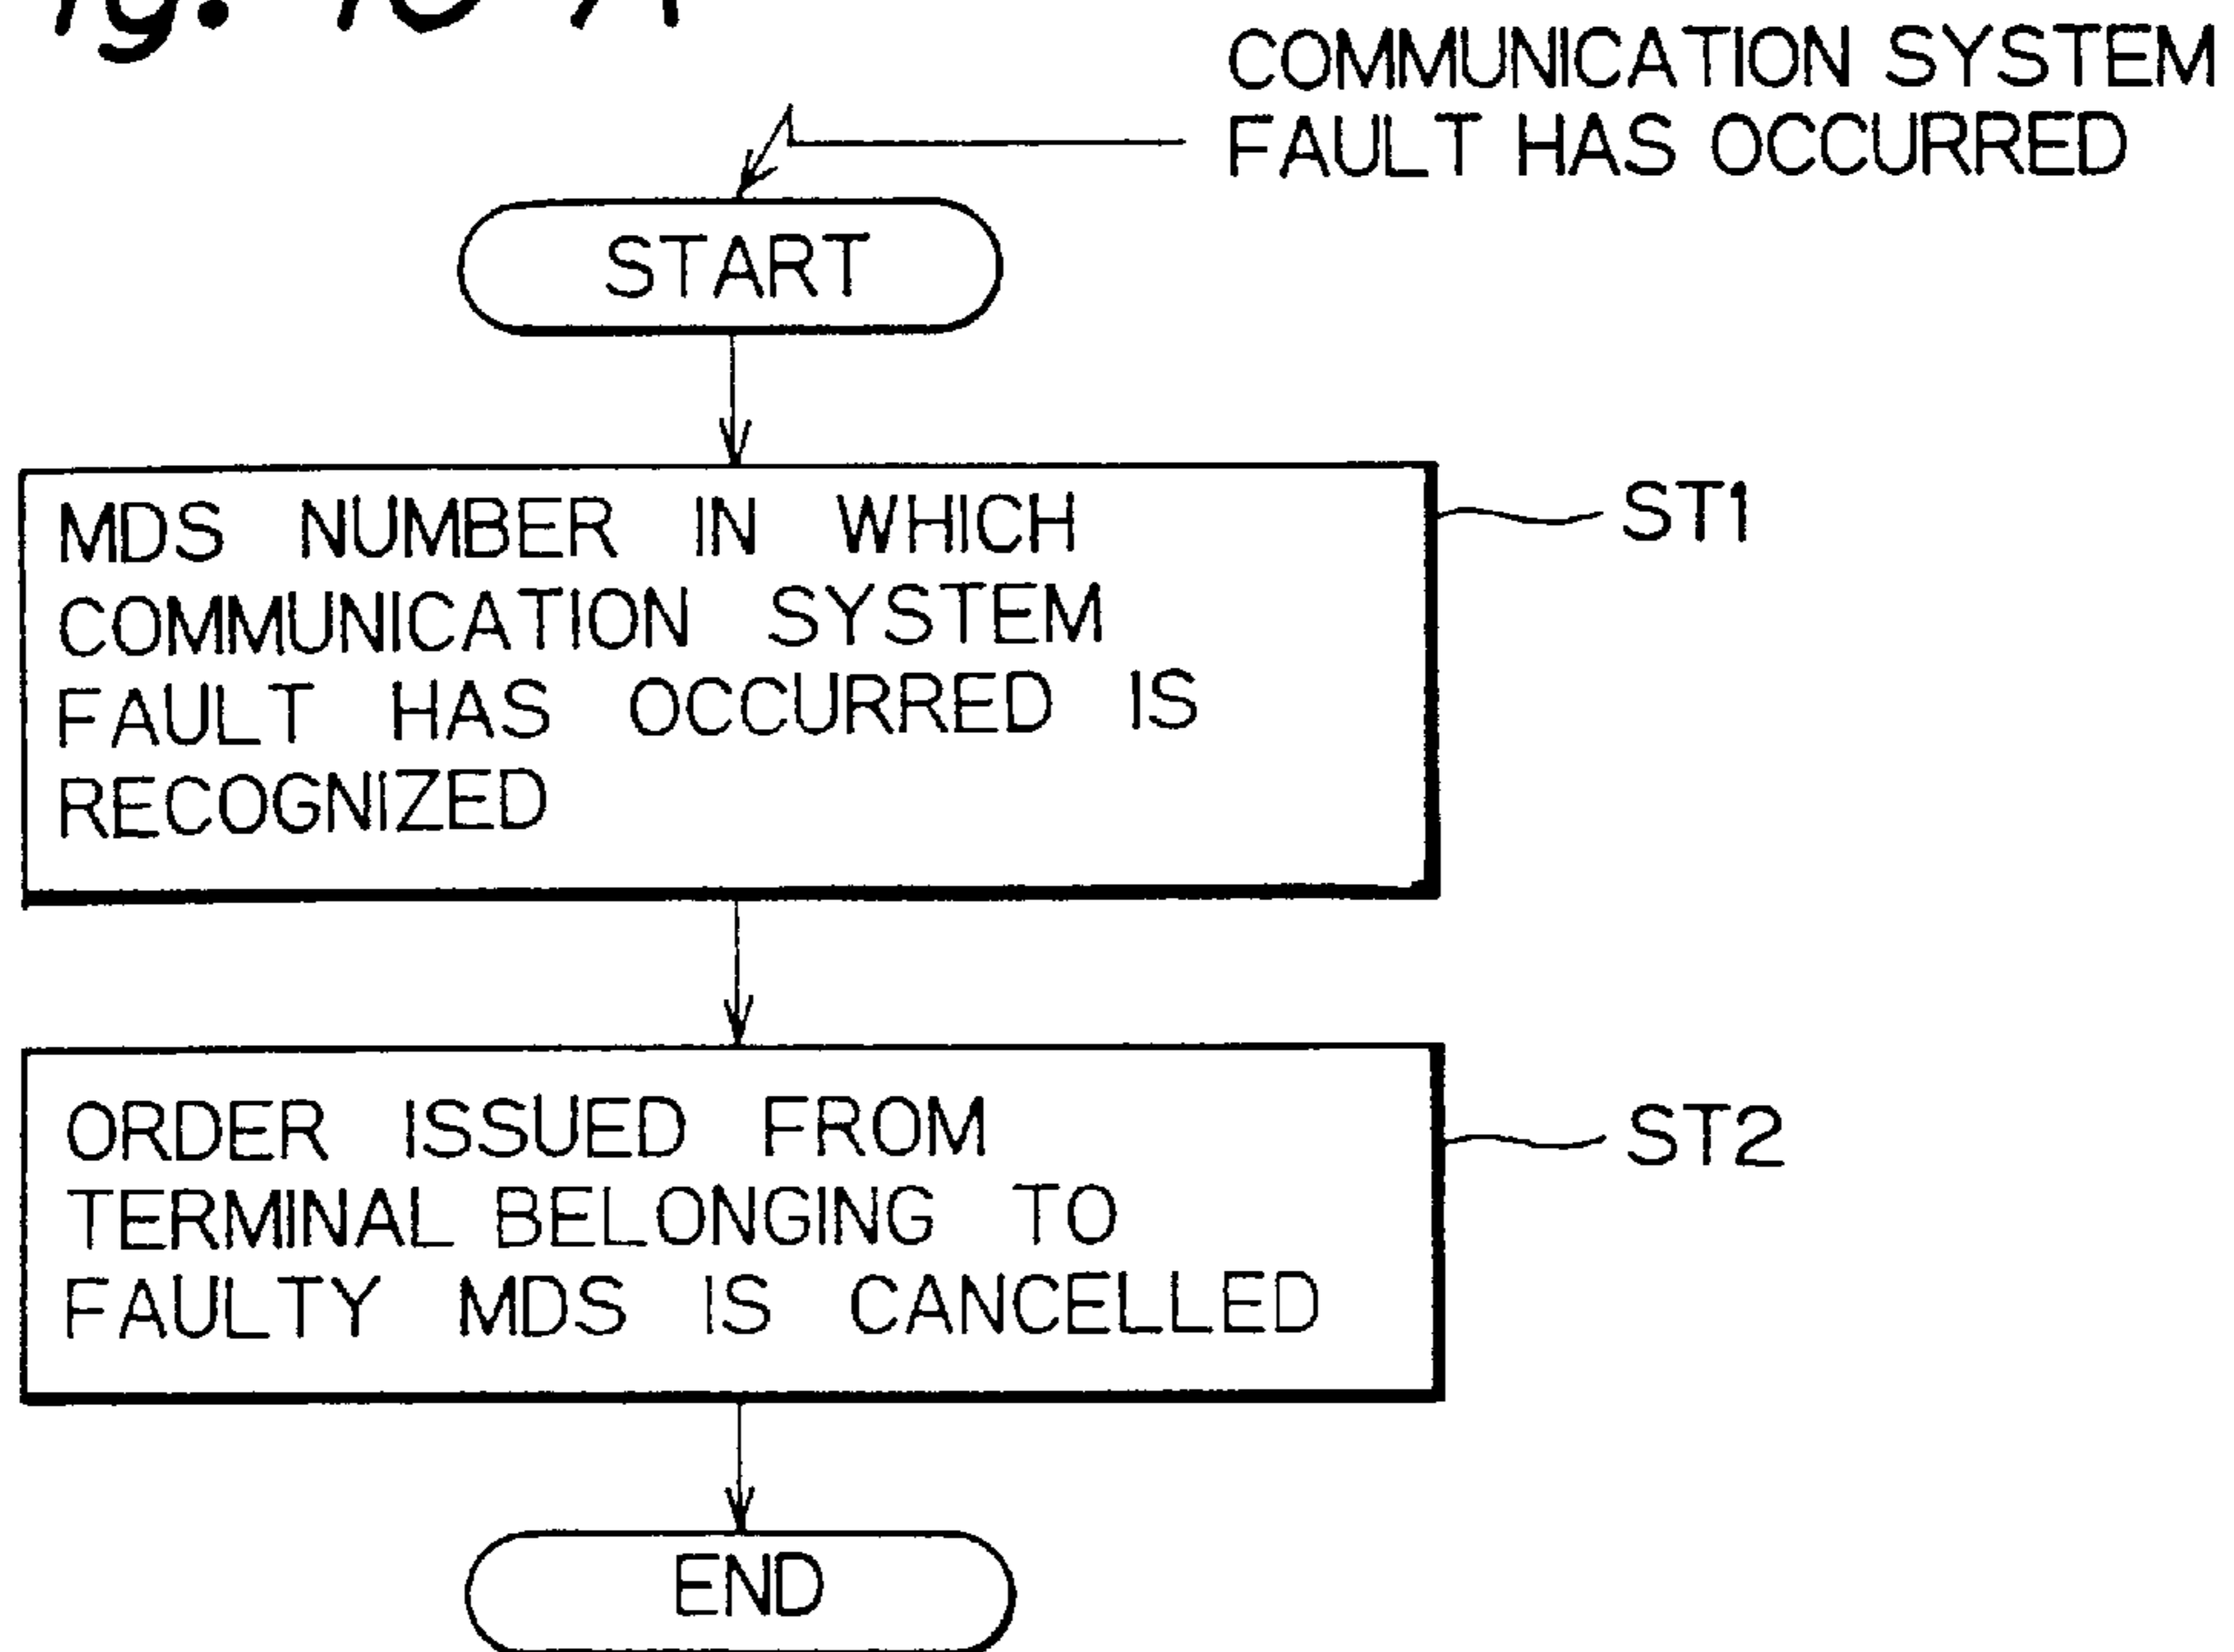 COMMUNICATION SYSTEM
FAULT HAS OCCURRED
START
MDS NUMBER IN WHICH
COMMUNICATION SYSTEM
FAULT HAS OCCURRED IS
RECOGNIZED
ST1
ORDER ISSUED FROM
TERMINAL BELONGING TO
FAULTY MDS IS CANCELLED
ST2
END